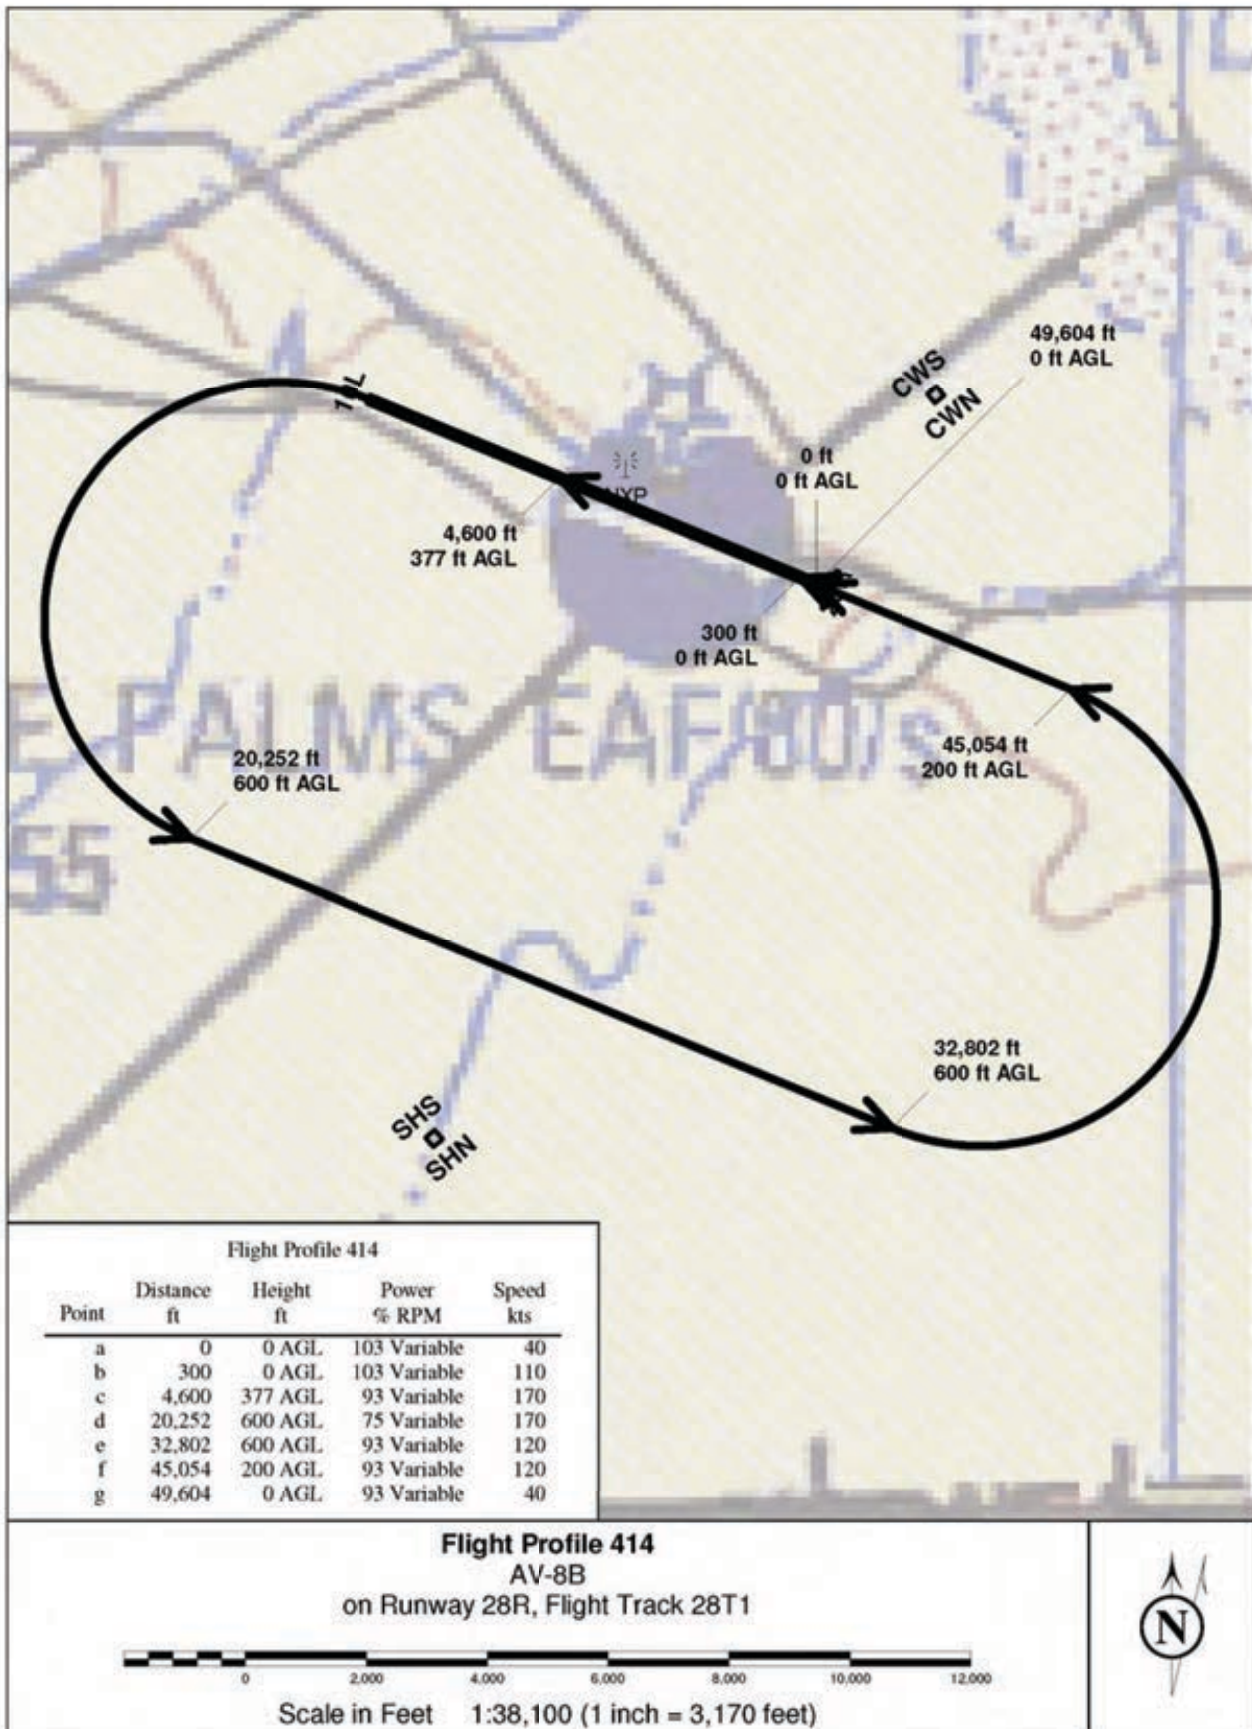 49,604 ft
0 ft AGL
CWS
CWN
0 ft
0 ft AGL
4,600 ft
377 ft AGL
300 ft
0 ft AGL
E PALMS EAF
45,054 ft
200 ft AGL
20,252 ft
600 ft AGL
55
32,802 ft
600 ft AGL
SHS
SHN
Flight Profile 414
Point Distance ft Height ft Power % RPM Speed kts
a 0 0 AGL 103 Variable 40
b 300 0 AGL 103 Variable 110
c 4,600 377 AGL 93 Variable 170
d 20,252 600 AGL 75 Variable 170
e 32,802 600 AGL 93 Variable 120
f 45,054 200 AGL 93 Variable 120
g 49,604 0 AGL 93 Variable 40
Flight Profile 414
AV-8B
on Runway 28R, Flight Track 28T1
0 2,000 4,000 6,000 8,000 10,000 12,000
Scale in Feet 1:38,100 (1 inch = 3,170 feet)
N